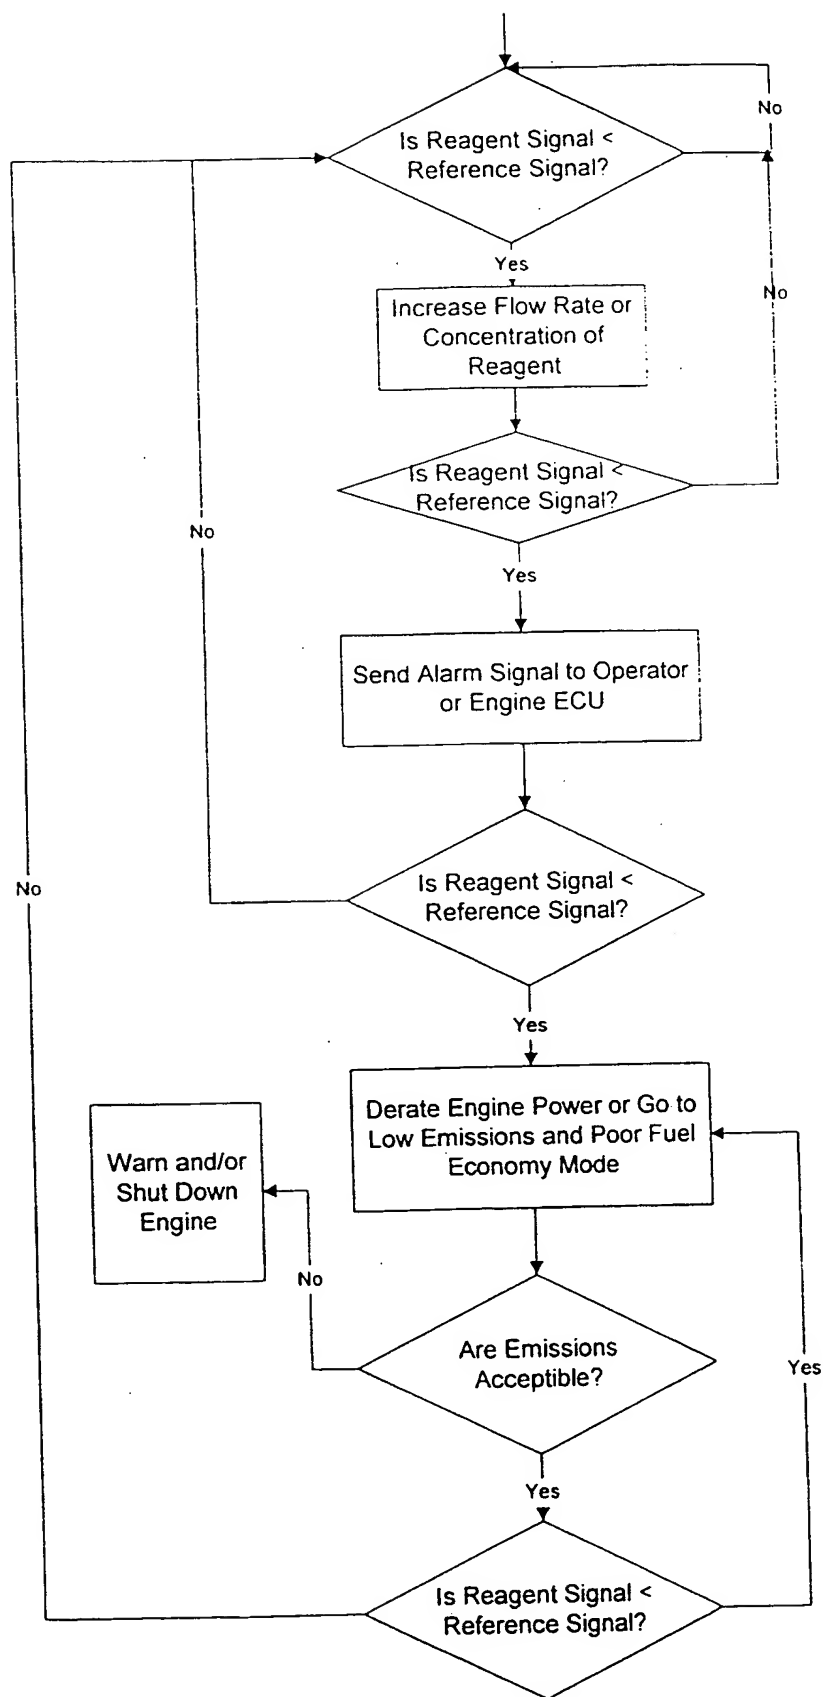 No
Is Reagent Signal <
Reference Signal?
Yes
Increase Flow Rate or
Concentration of
Reagent
No
Is Reagent Signal <
Reference Signal?
No
Yes
Send Alarm Signal to Operator
or Engine ECU
No
Is Reagent Signal <
Reference Signal?
Yes
Derate Engine Power or Go to
Low Emissions and Poor Fuel
Economy Mode
Warn and/or
Shut Down
Engine
No
Are Emissions
Acceptible?
Yes
Yes
Is Reagent Signal <
Reference Signal?